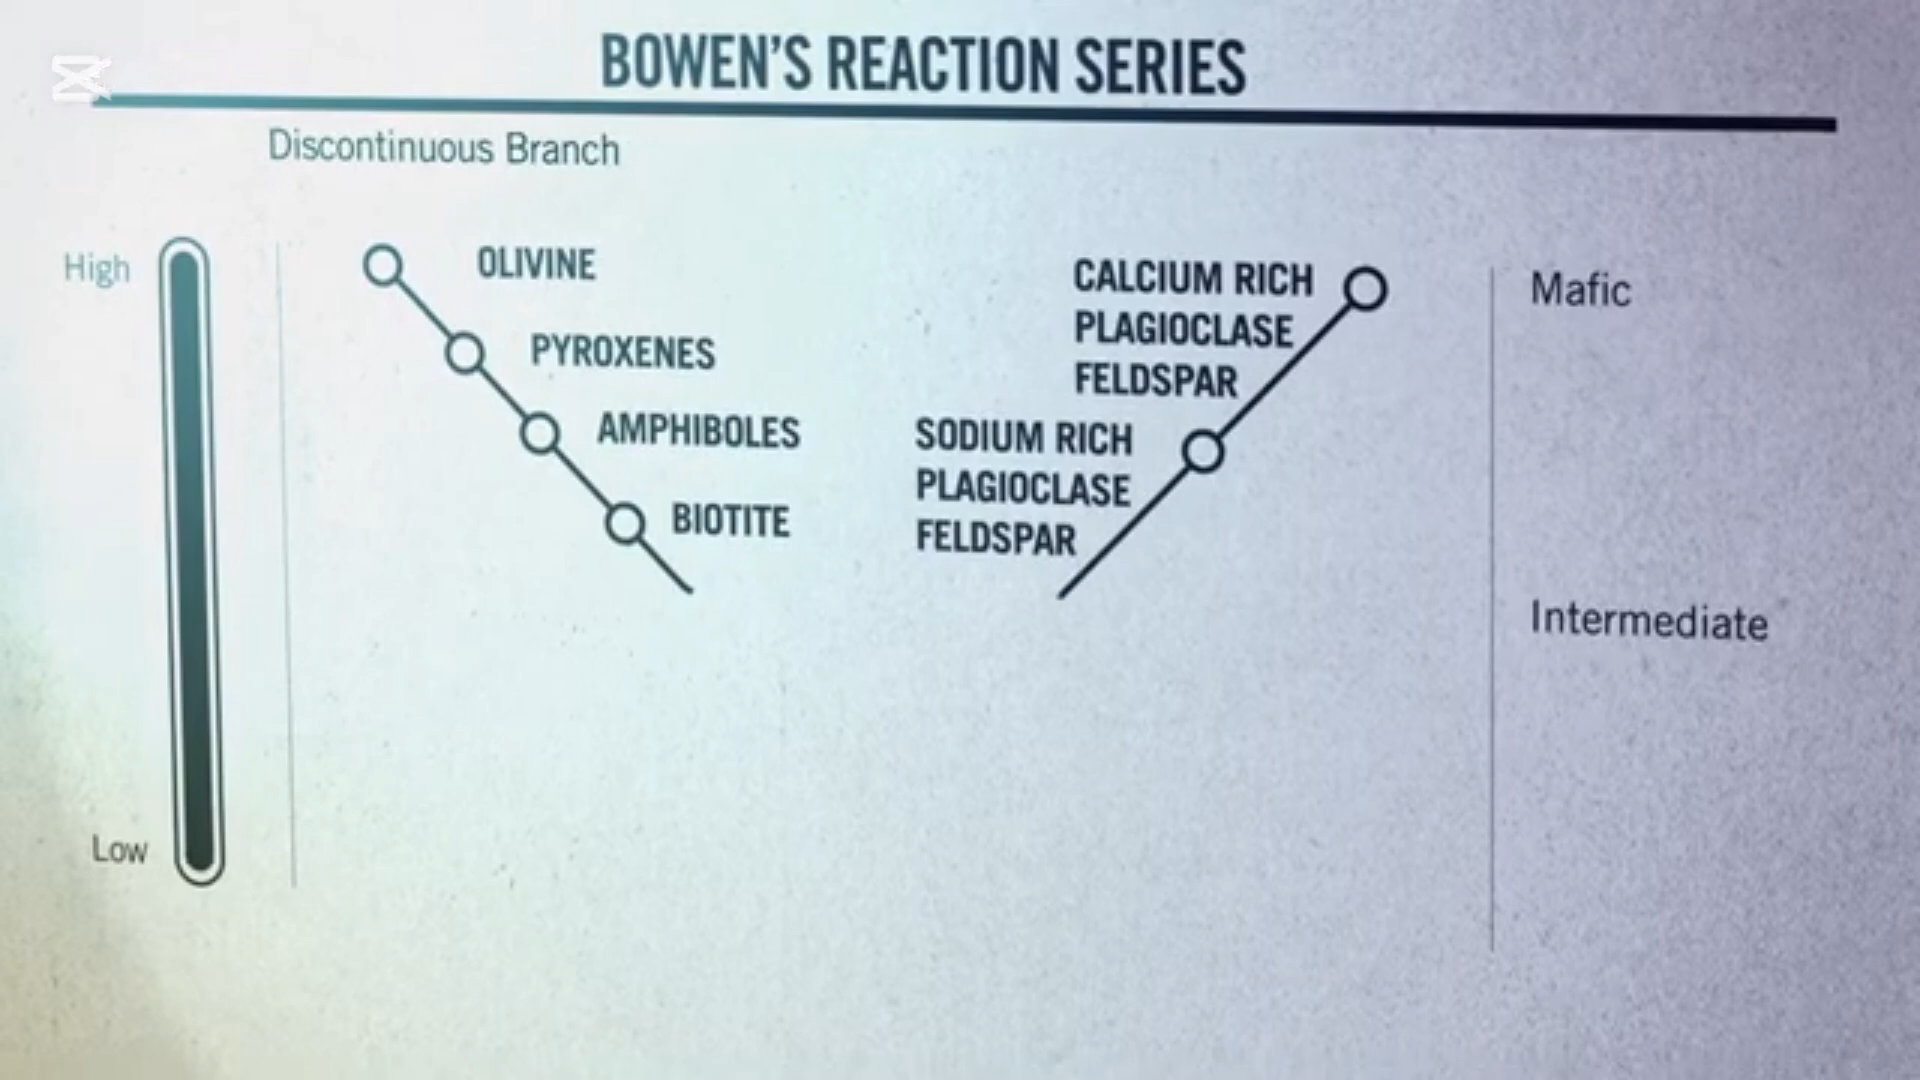 BOWEN'S REACTION SERIES
Discontinuous Branch
High
OLIVINE
PYROXENES
AMPHIBOLES
BIOTITE
CALCIUM RICH
PLAGIOCLASE
FELDSPAR
SODIUM RICH
PLAGIOCLASE
FELDSPAR
Mafic
Intermediate
Low